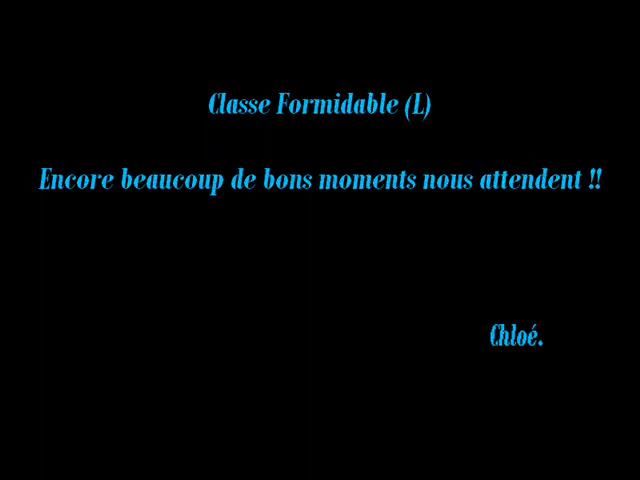 Classe Formidable (L)
Encore beaucoup de bons moments nous attendent !!
Chloé.